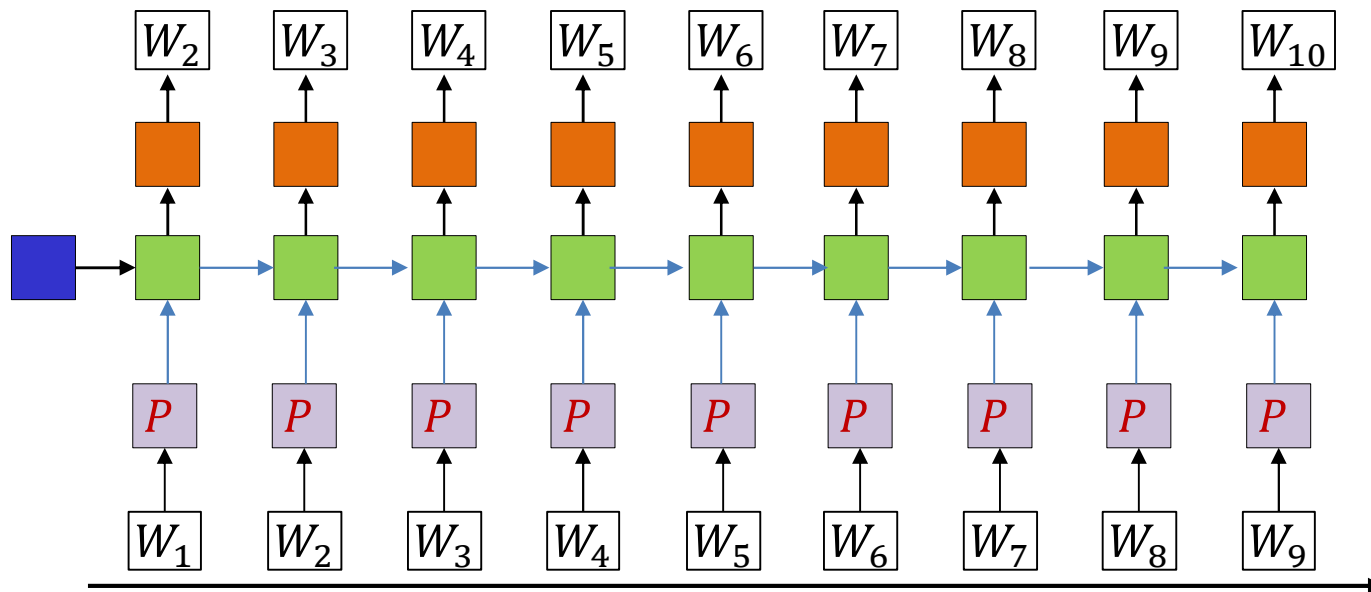 W₂ W₃ W₄ W₅ W₆ W₇ W₈ W₉ W₁₀
P P P P P P P P P
W₁ W₂ W₃ W₄ W₅ W₆ W₇ W₈ W₉